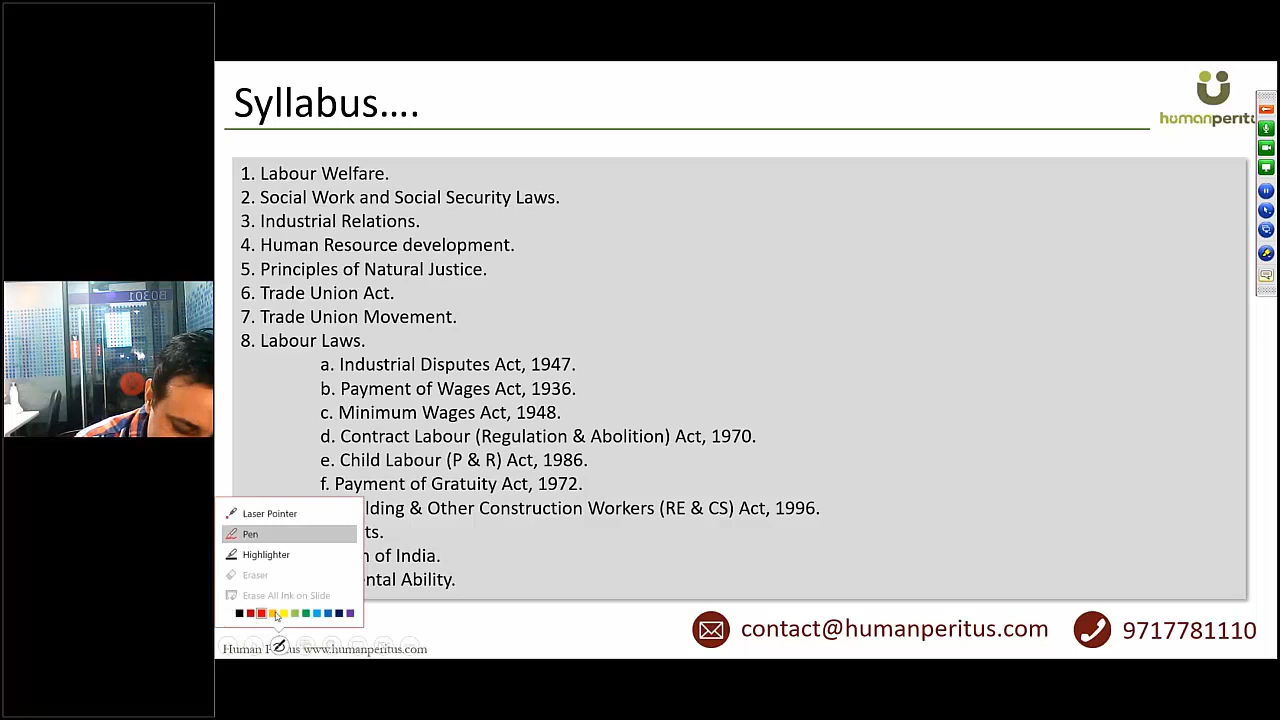 Syllabus....
humanperitu
1. Labour Welfare.
2. Social Work and Social Security Laws.
3. Industrial Relations.
4. Human Resource development.
5. Principles of Natural Justice.
6. Trade Union Act.
7. Trade Union Movement.
8. Labour Laws.
a. Industrial Disputes Act, 1947.
b. Payment of Wages Act, 1936.
c. Minimum Wages Act, 1948.
d. Contract Labour (Regulation & Abolition) Act, 1970.
e. Child Labour (P & R) Act, 1986.
f. Payment of Gratuity Act, 1972.
lding & Other Construction Workers (RE & CS) Act, 1996.
ts.
n of India.
ental Ability.
Laser Pointer
Pen
Highlighter
Eraser
Erase All Ink on Slide
contact@humanperitus.com
9717781110
Human P us www.humanperitus.com
B0301